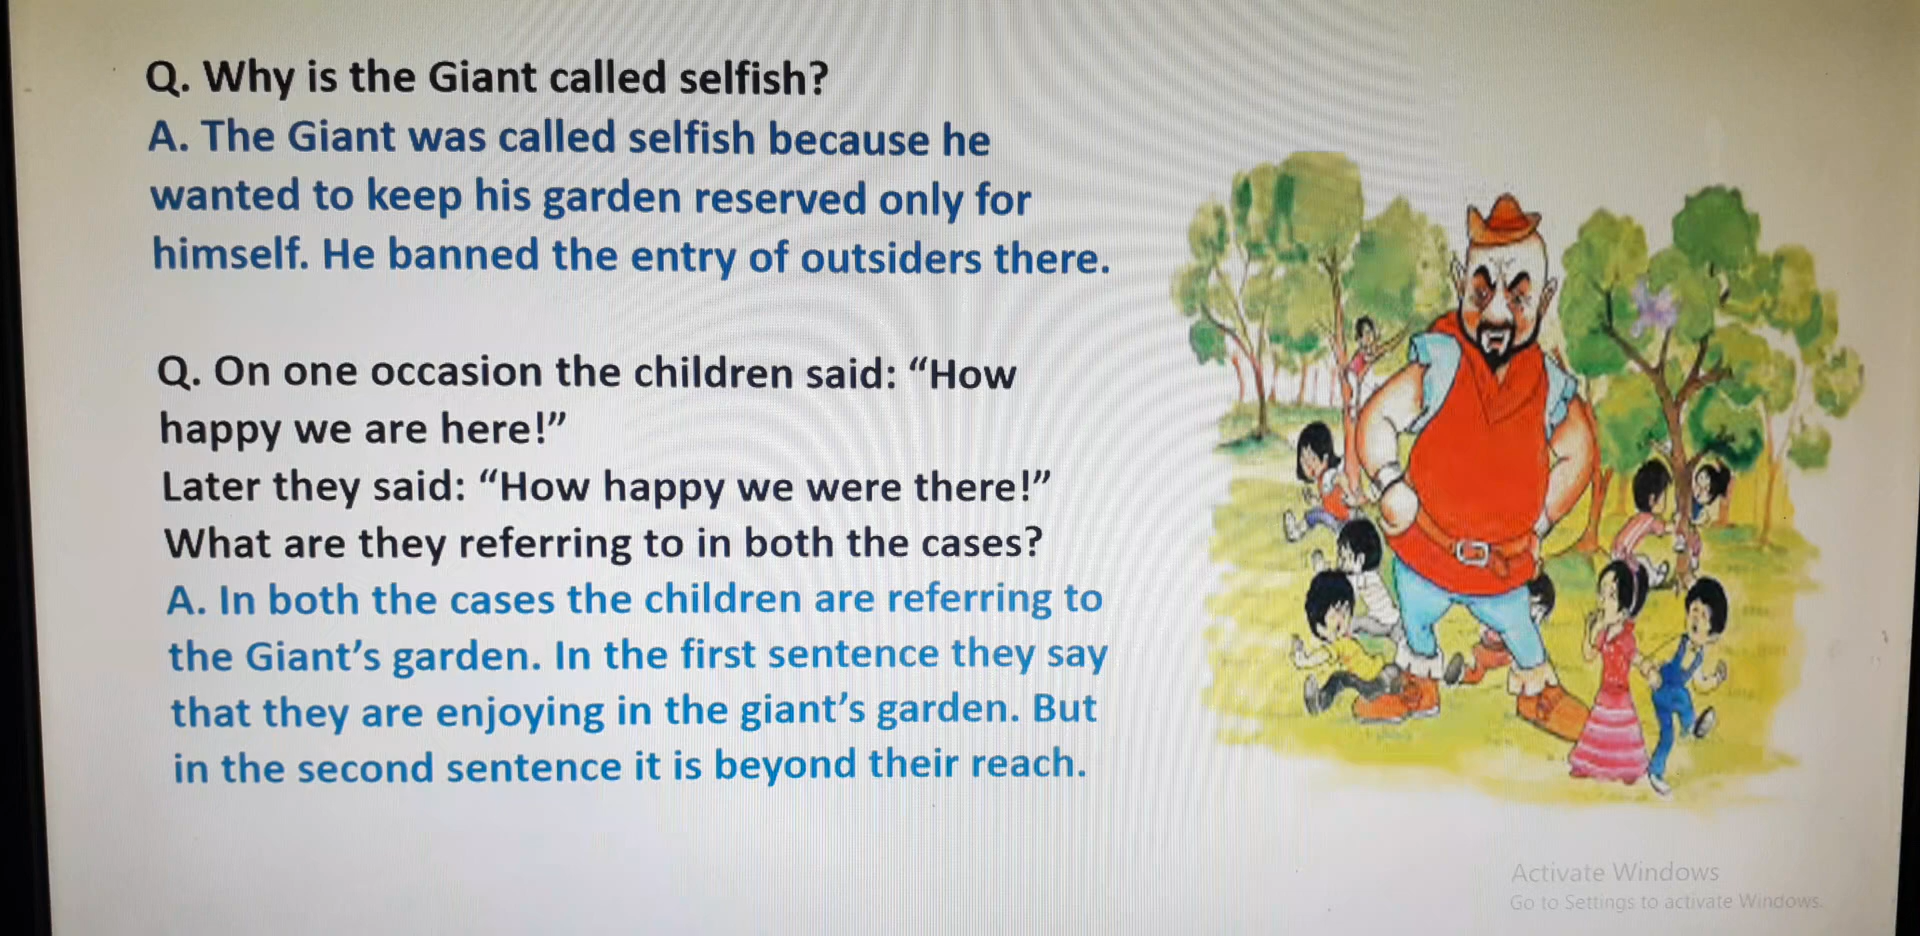 Q. Why is the Giant called selfish?
A. The Giant was called selfish because he
wanted to keep his garden reserved only for
himself. He banned the entry of outsiders there.
Q. On one occasion the children said: “How
happy we are here!”
Later they said: “How happy we were there!”
What are they referring to in both the cases?
A. In both the cases the children are referring to
the Giant’s garden. In the first sentence they say
that they are enjoying in the giant’s garden. But
in the second sentence it is beyond their reach.
Activate Windows
Go to Settings to activate Windows.